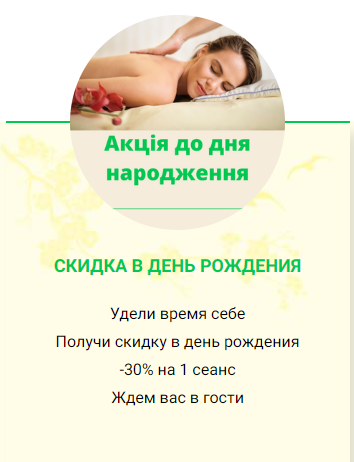 Акція до дня
народження
СКИДКА В ДЕНЬ РОЖДЕНИЯ
Удели время себе
Получи скидку в день рождения
-30% на 1 сеанс
Ждем вас в гости